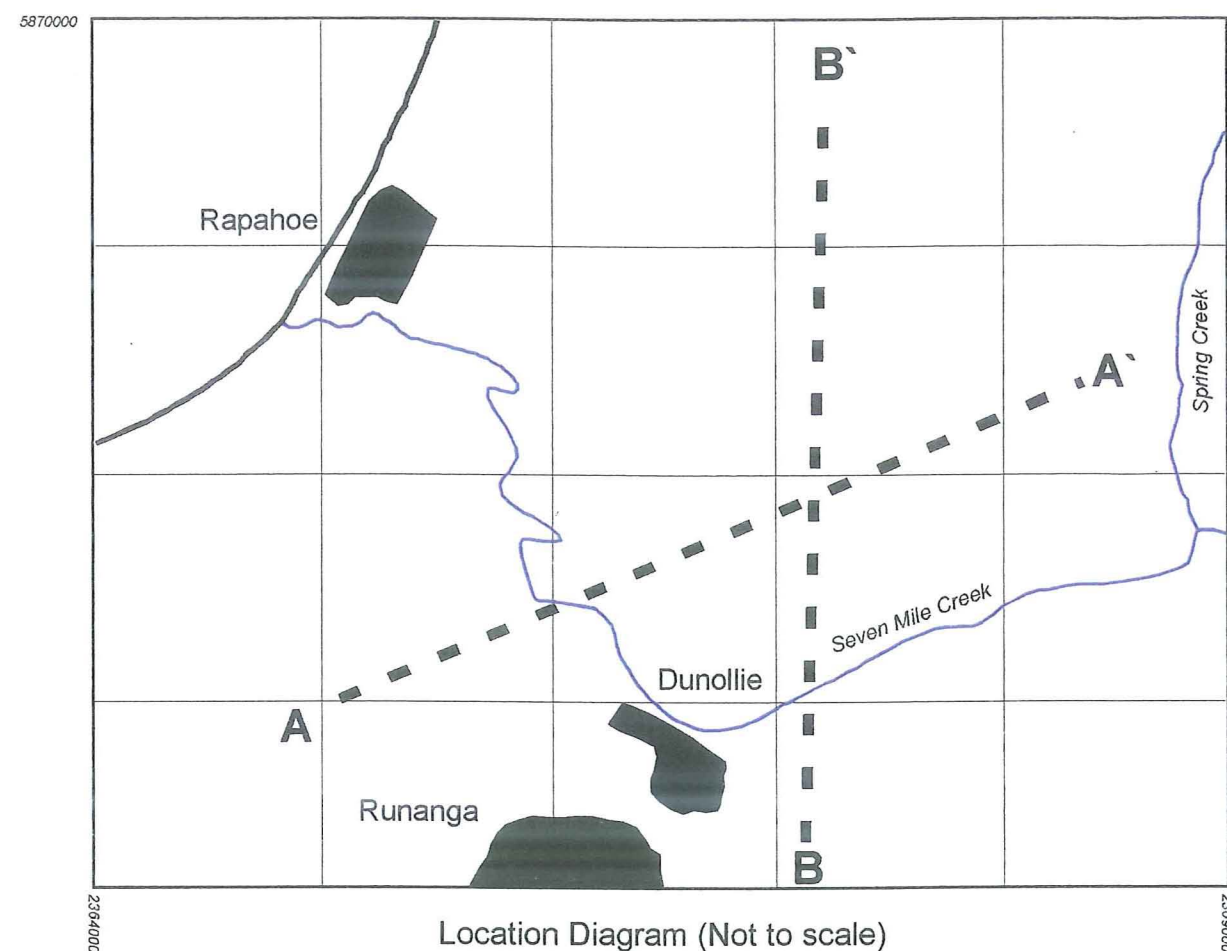 5870000
B`
Rapahoe
Spring Creek
A`
Seven Mile Creek
Dunollie
A
Runanga
B
2364000
Location Diagram (Not to scale)